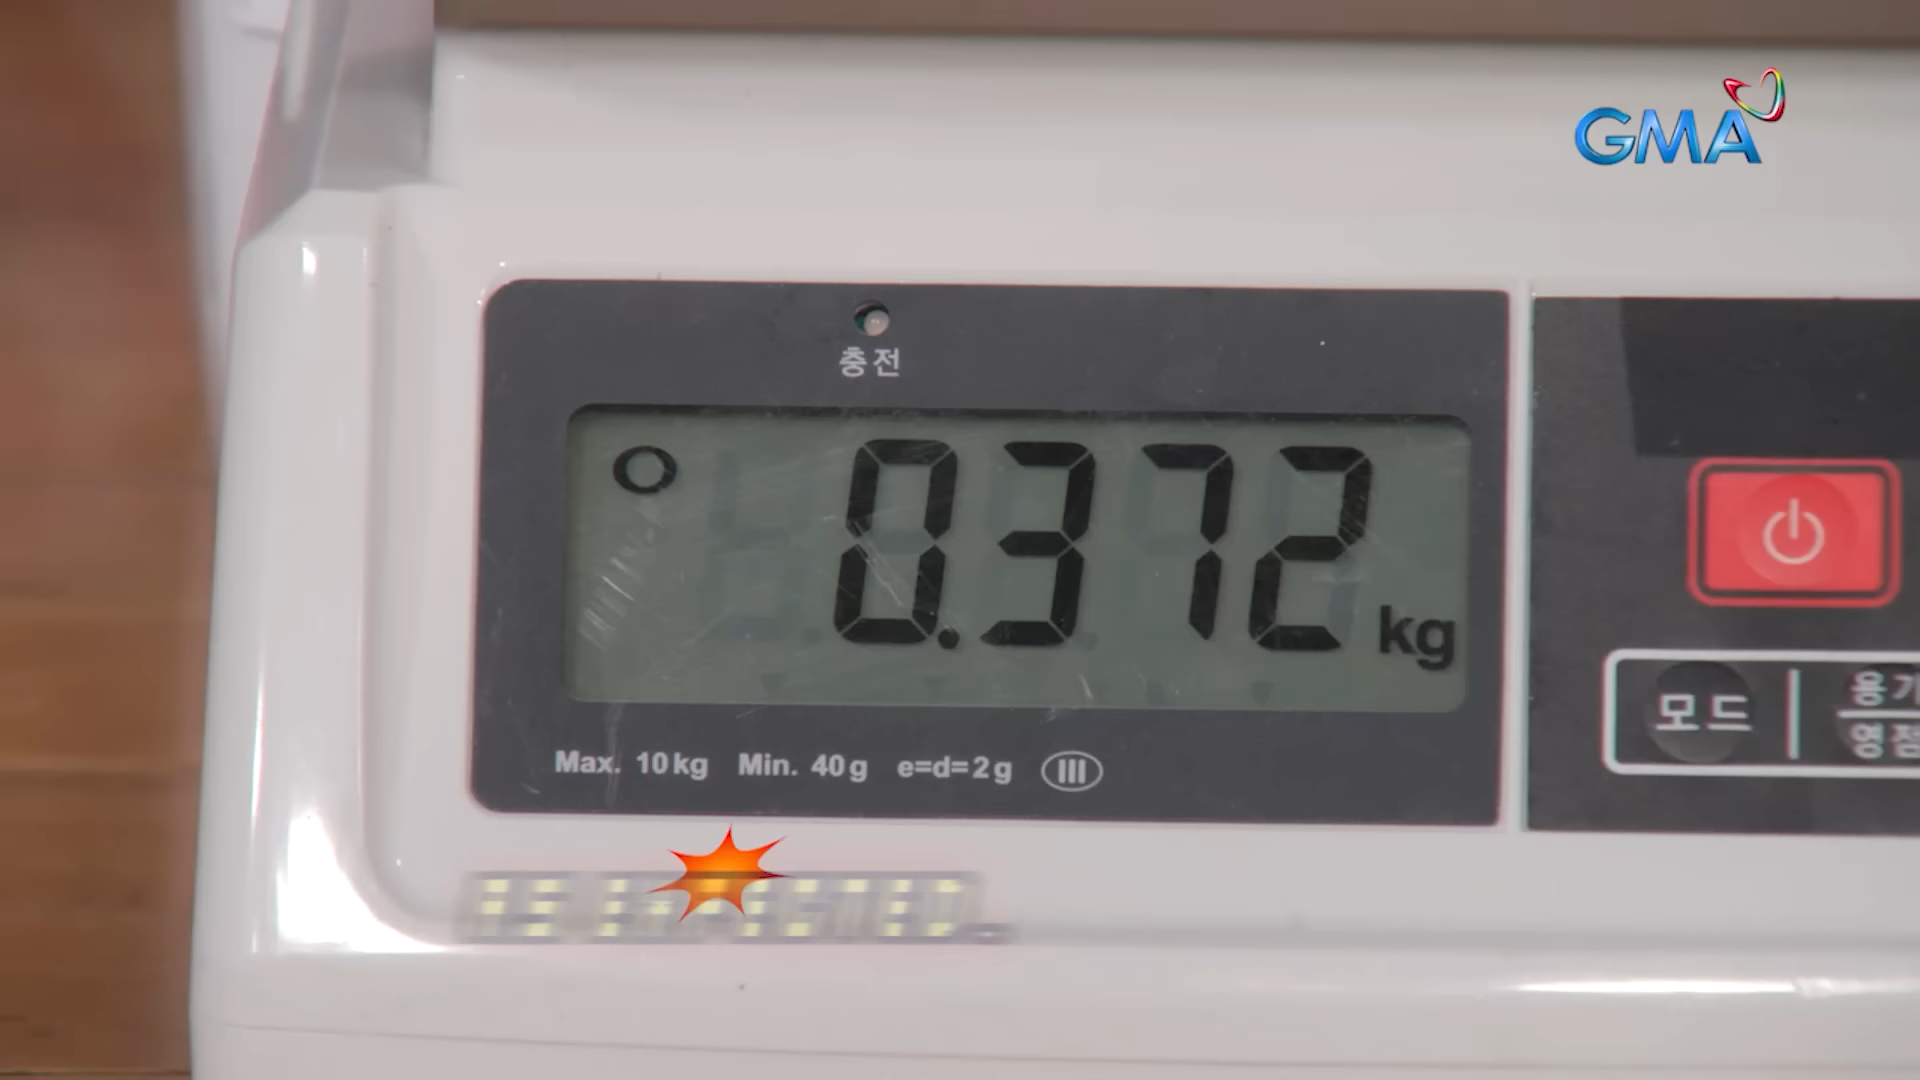 GMA
충전
0.372 kg
Max. 10kg Min. 40g e=d=2g III
모드